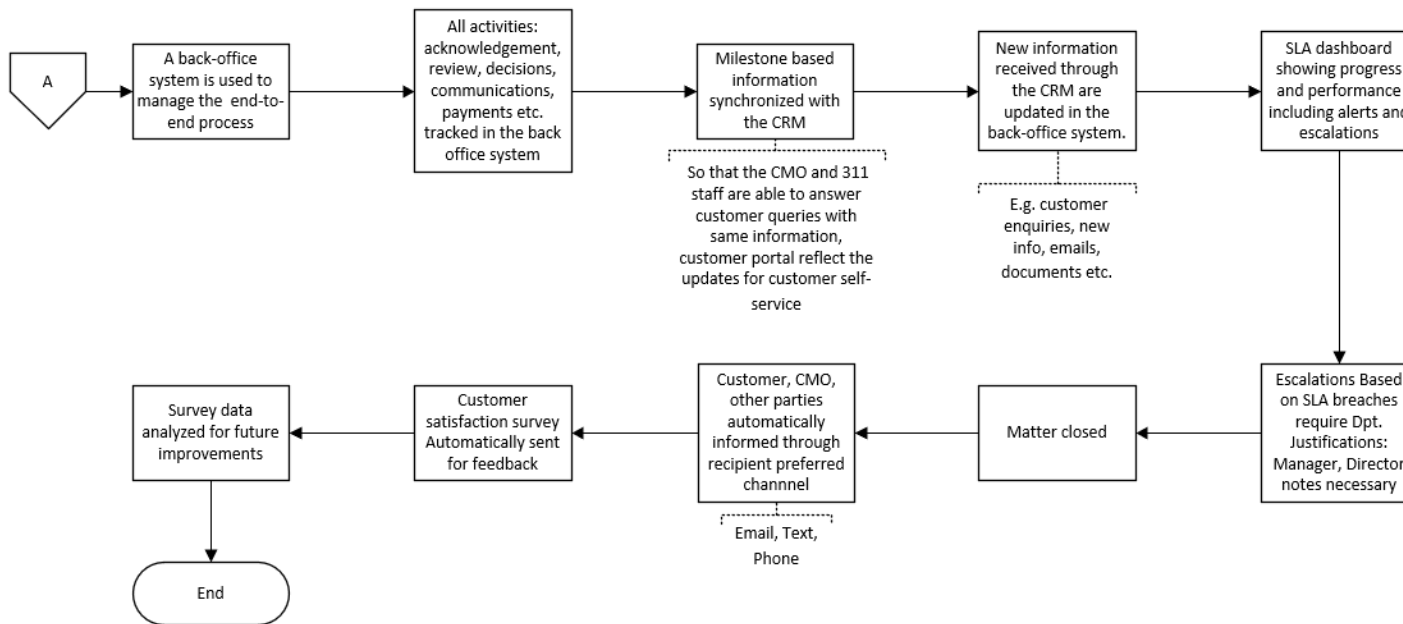 A
A back-office
system is used to
manage the end-to-
end process
All activities:
acknowledgement,
review, decisions,
communications,
payments etc.
tracked in the back
office system
Milestone based
information
synchronized with
the CRM
So that the CMO and 311
staff are able to answer
customer queries with
same information,
customer portal reflect the
updates for customer self-
service
New information
received through
the CRM are
updated in the
back-office system.
E.g. customer
enquiries, new
info, emails,
documents etc.
SLA dashboard
showing progress
and performance
including alerts and
escalations
Escalations Based
on SLA breaches
require Dpt.
Justifications:
Manager, Director
notes necessary
Matter closed
Customer, CMO,
other parties
automatically
informed through
recipient preferred
channnel
Email, Text,
Phone
Customer
satisfaction survey
Automatically sent
for feedback
Survey data
analyzed for future
improvements
End